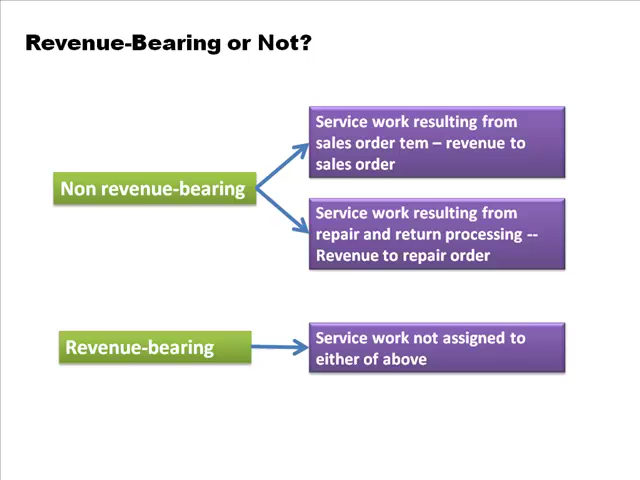 Revenue-Bearing or Not?
Service work resulting from
sales order tem – revenue to
sales order
Non revenue-bearing
Service work resulting from
repair and return processing --
Revenue to repair order
Revenue-bearing
Service work not assigned to
either of above